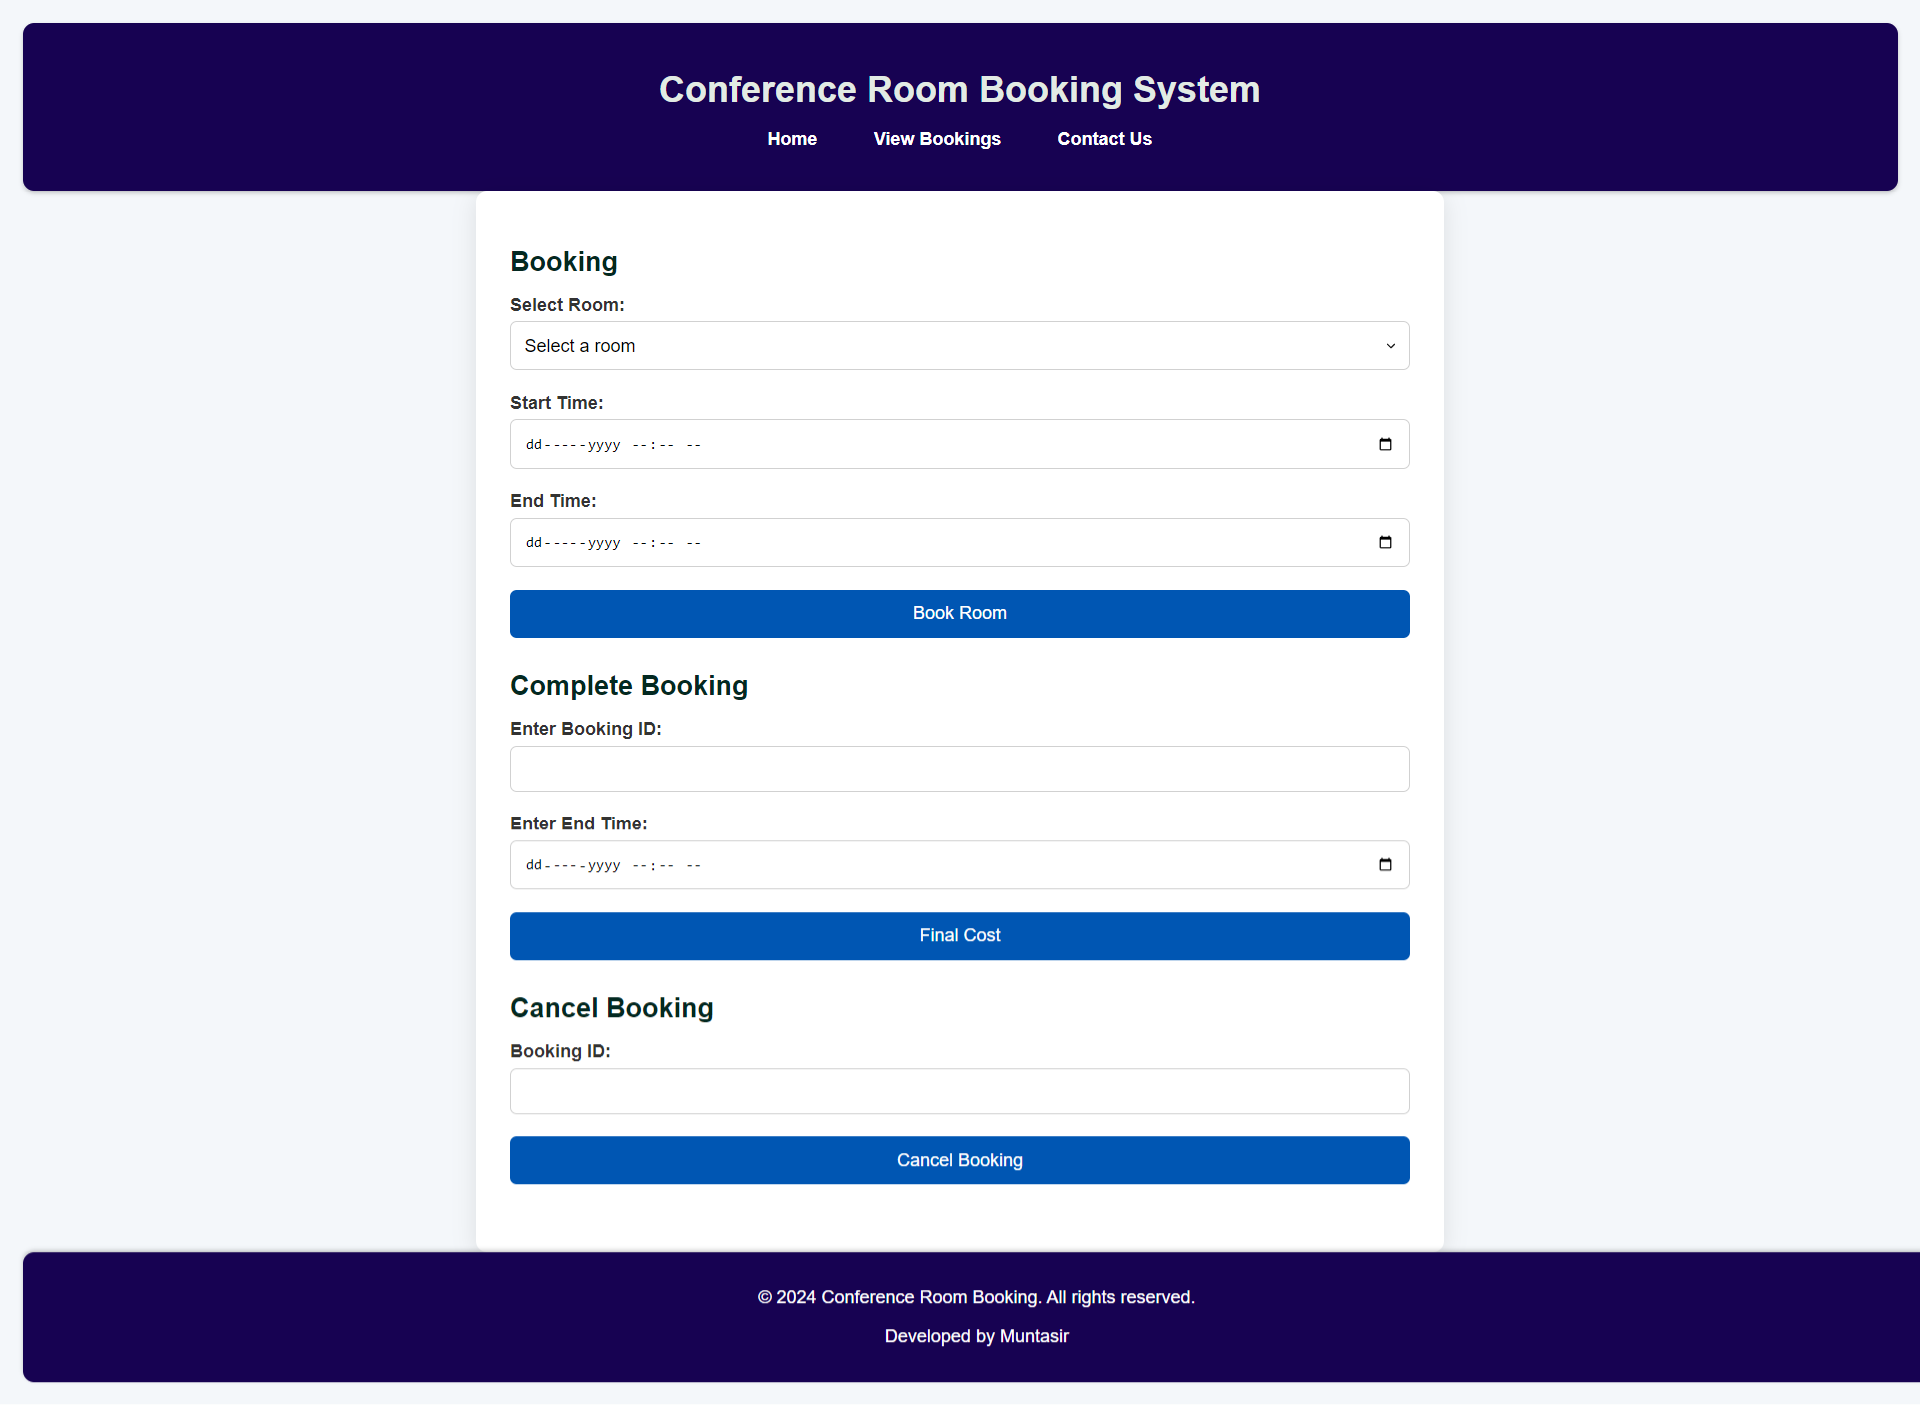 Conference Room Booking System
Home View Bookings Contact Us
Booking
Select Room:
Select a room
Start Time:
dd-----yyyy --:-- --
End Time:
dd-----yyyy --:-- --
Book Room
Complete Booking
Enter Booking ID:
Enter End Time:
dd-----yyyy --:-- --
Final Cost
Cancel Booking
Booking ID:
Cancel Booking
© 2024 Conference Room Booking. All rights reserved.
Developed by Muntasir